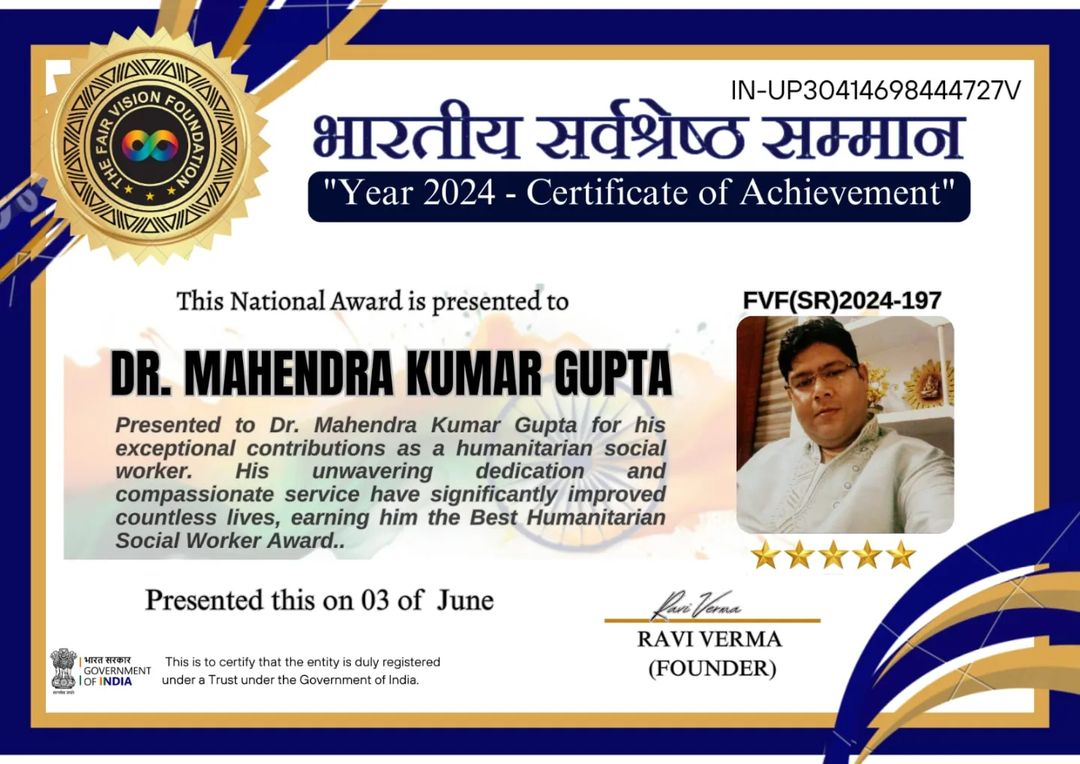 THE FAIR VISION FOUNDATION
IN-UP30414698444727V
भारतीय सर्वश्रेष्ठ सम्मान
"Year 2024 - Certificate of Achievement"
This National Award is presented to
FVF(SR)2024-197
DR. MAHENDRA KUMAR GUPTA
Presented to Dr. Mahendra Kumar Gupta for his
exceptional contributions as a humanitarian social
worker. His unwavering dedication and
compassionate service have significantly improved
countless lives, earning him the Best Humanitarian
Social Worker Award..
Presented this on 03 of June
Ravi Verma
RAVI VERMA
(FOUNDER)
सत्यमेव जयते
भारत सरकार
GOVERNMENT
OF INDIA
This is to certify that the entity is duly registered
under a Trust under the Government of India.